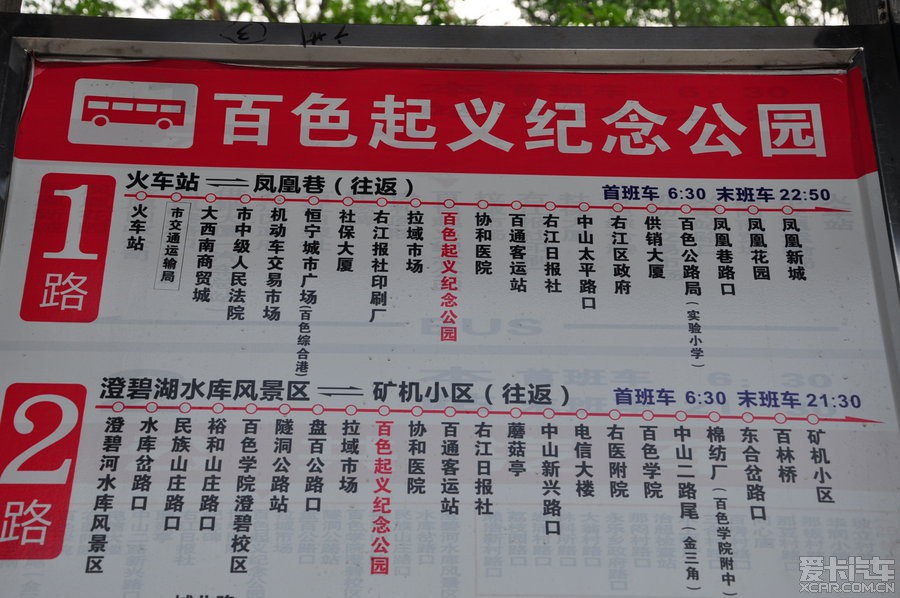 百色起义纪念公园
1路
火车站⇌凤凰巷（往返）
首班车 6:30 末班车 22:50
火车站
市交通运输局
大西南商贸城
市中级人民法院
机动车交易市场
恒宁城市广场（百色综合港）
社保大厦
右江报社印刷厂
拉域市场
百色起义纪念公园
协和医院
百通客运站
右江日报社
中山太平路口
右江区政府
供销大厦
百色公路局（实验小学）
凤凰巷路口
凤凰花园
凤凰新城
2路
澄碧湖水库风景区⇌矿机小区（往返）
首班车 6:30 末班车 21:30
澄碧河水库风景区
水库岔路口
民族山庄路口
裕和山庄路口
百色学院澄碧校区
隧洞公路站
盘百公路口
拉域市场
百色起义纪念公园
协和医院
百通客运站
右江日报社
蘑菇亭
中山新兴路口
电信大楼
右医附院
百色学院
中山二路尾（金三角）
棉纺厂（百色学院附中）
东合岔路口
百林桥
矿机小区
爱卡汽车
XCAR.COM.CN